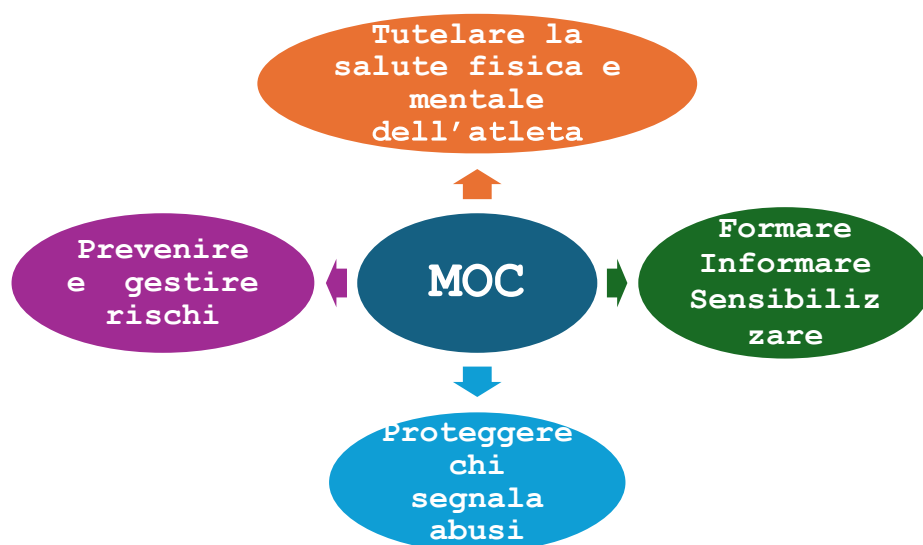 Tutelare la
salute fisica e
mentale
dell’atleta
Prevenire
e gestire
rischi
MOC
Formare
Informare
Sensibiliz
zare
Proteggere
chi
segnala
abusi